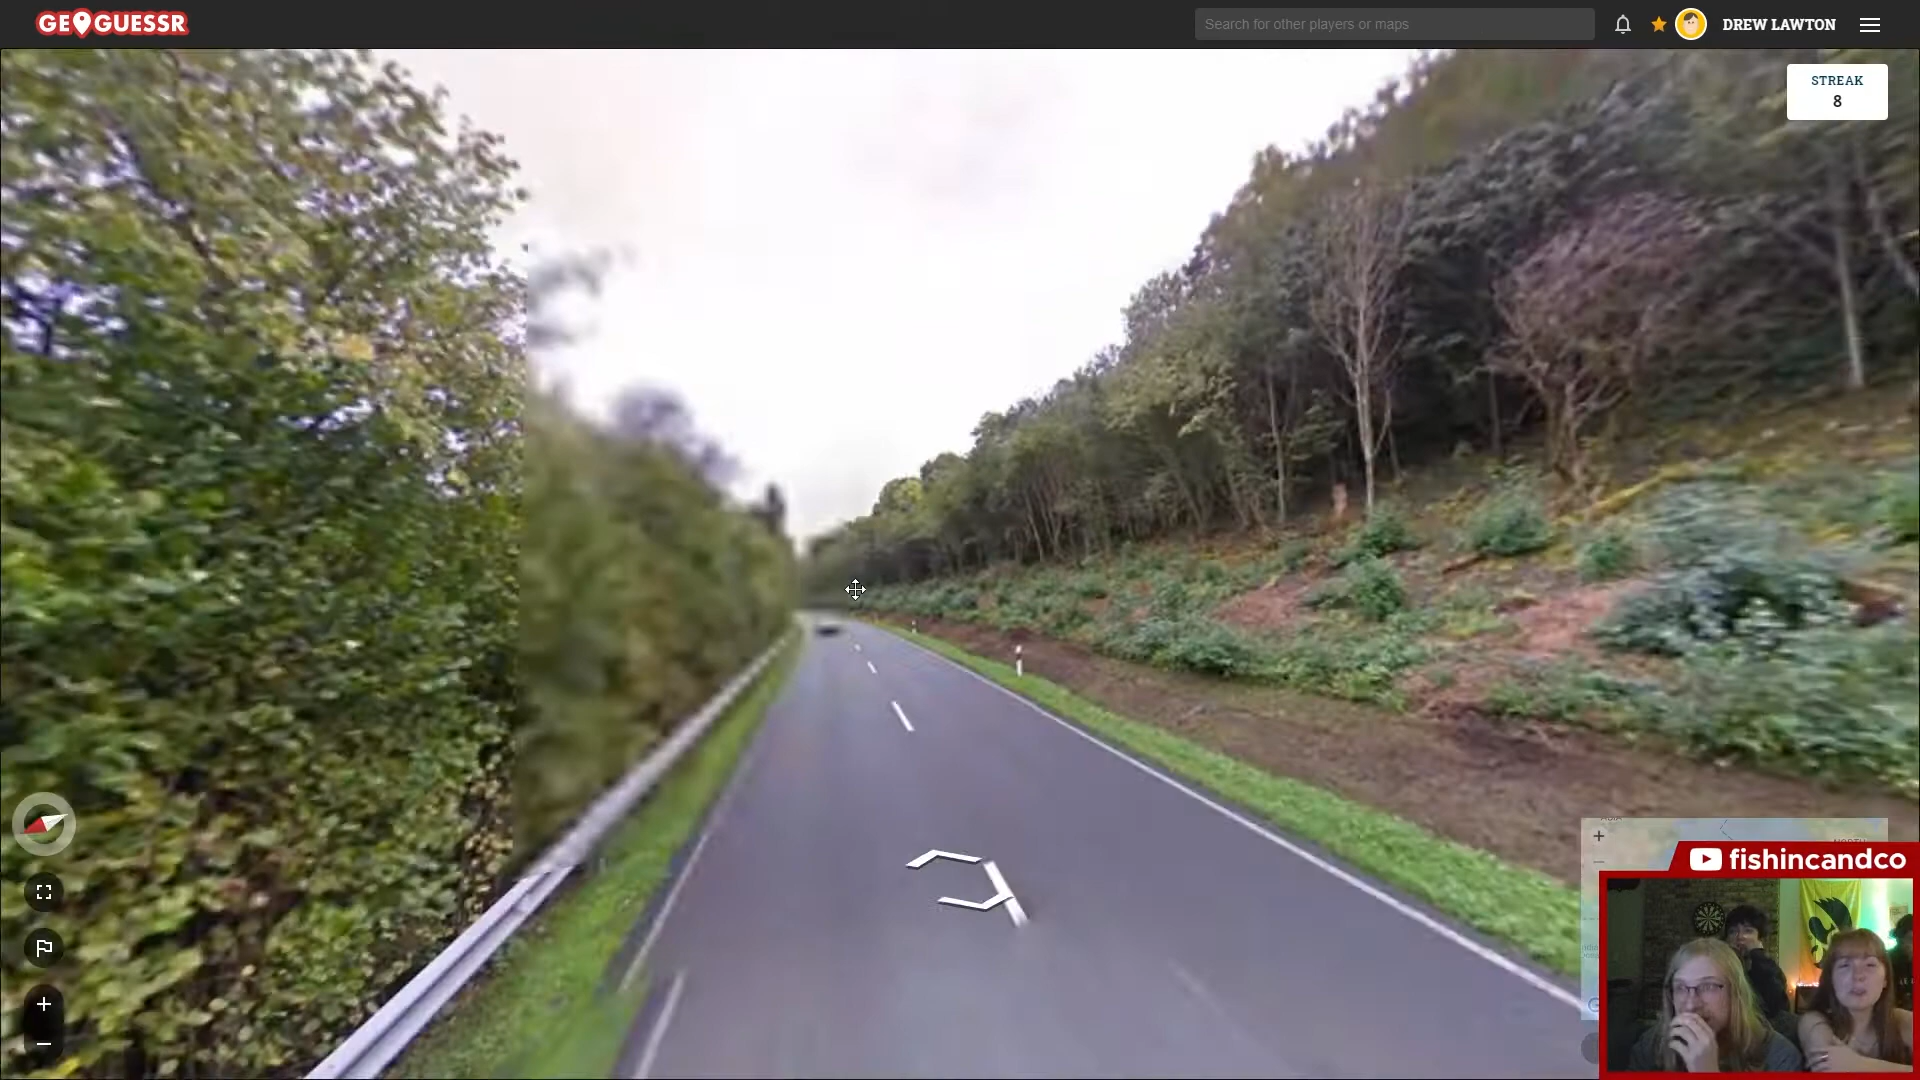 GEOGUESSR
Search for other players or maps
DREW LAWTON
STREAK
8
fishincandco